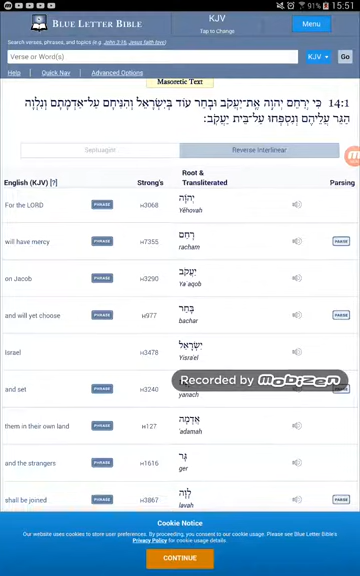 91% 15:51
BLUE LETTER BIBLE
KJV
Tap to Change
Menu
Search verses, phrases, and topics (e.g. John 3:16, Jesus faith love)
Verse or Word(s)
KJV
Go
Help Quick Nav Advanced Options
Masoretic Text
14:1 כִּי יְרַחֵם יְהוָה אֶֽת־יַעֲקֹב וּבָחַר עוֹד בְּיִשְׂרָאֵל וְהִנִּיחָם עַל־אַדְמָתָם וְנִלְוָה
הַגֵּר עֲלֵיהֶם וְנִסְפְּחוּ עַל־בֵּית יַעֲקֹֽב׃
Septuagint Reverse Interlinear
English (KJV) [?] Strong's Root & Transliterated Parsing
For the LORD PHRASE H3068 יְהֹוָה Yĕhovah
will have mercy PHRASE H7355 רָחַם racham PARSE
on Jacob PHRASE H3290 יַעֲקֹב Ya`aqob
and will yet choose PHRASE H977 בָּחַר bachar PARSE
Israel H3478 יִשְׂרָאֵל Yisra'el
and set PHRASE H3240 yanach PARSE
Recorded by Mobizen
them in their own land PHRASE H127 אֲדָמָה 'adamah
and the strangers PHRASE H1616 גֵּר ger
shall be joined PHRASE H3867 לָוָה lavah PARSE
Cookie Notice
Our website uses cookies to store user preferences. By proceeding, you consent to our cookie usage. Please see Blue Letter Bible's
Privacy Policy for cookie usage details.
CONTINUE